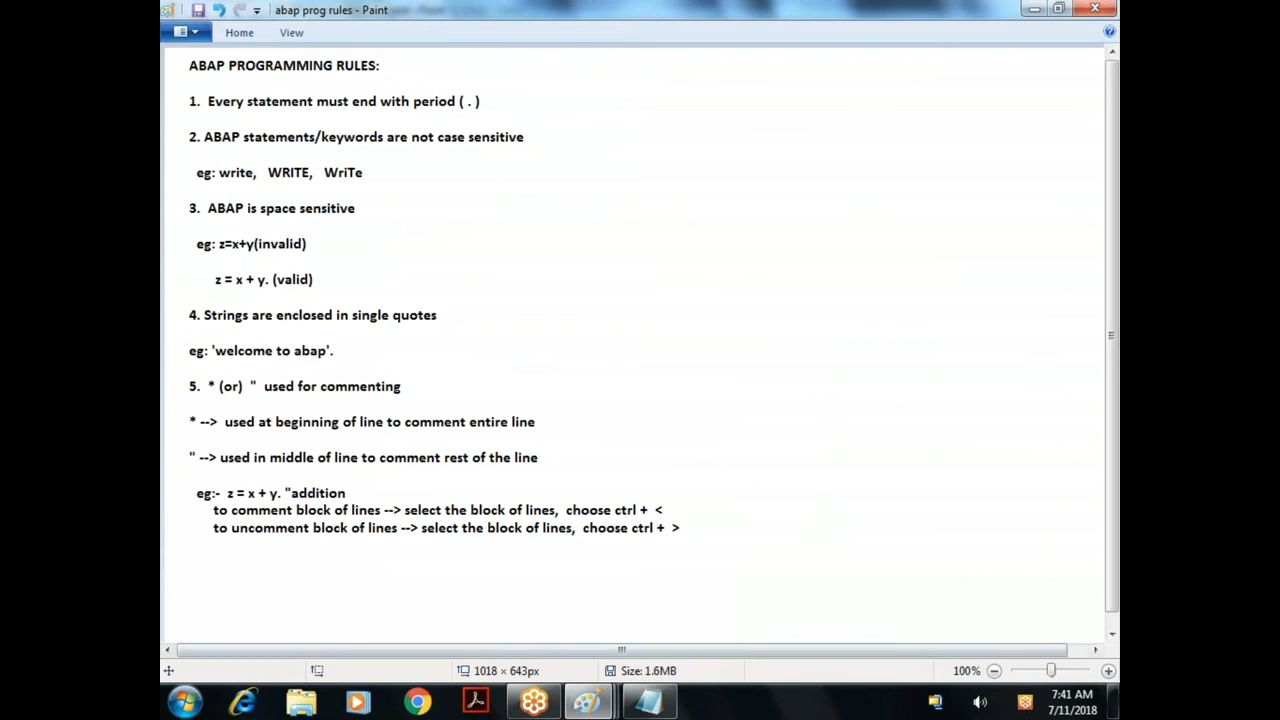 abap prog rules - Paint
Home View
ABAP PROGRAMMING RULES:
1. Every statement must end with period ( . )
2. ABAP statements/keywords are not case sensitive
eg: write, WRITE, WriTe
3. ABAP is space sensitive
eg: z=x+y(invalid)
z = x + y. (valid)
4. Strings are enclosed in single quotes
eg: 'welcome to abap'.
5. * (or) " used for commenting
* --> used at beginning of line to comment entire line
" --> used in middle of line to comment rest of the line
eg:- z = x + y. "addition
to comment block of lines --> select the block of lines, choose ctrl + <
to uncomment block of lines --> select the block of lines, choose ctrl + >
1018 × 643px Size: 1.6MB 100%
7:41 AM
7/11/2018